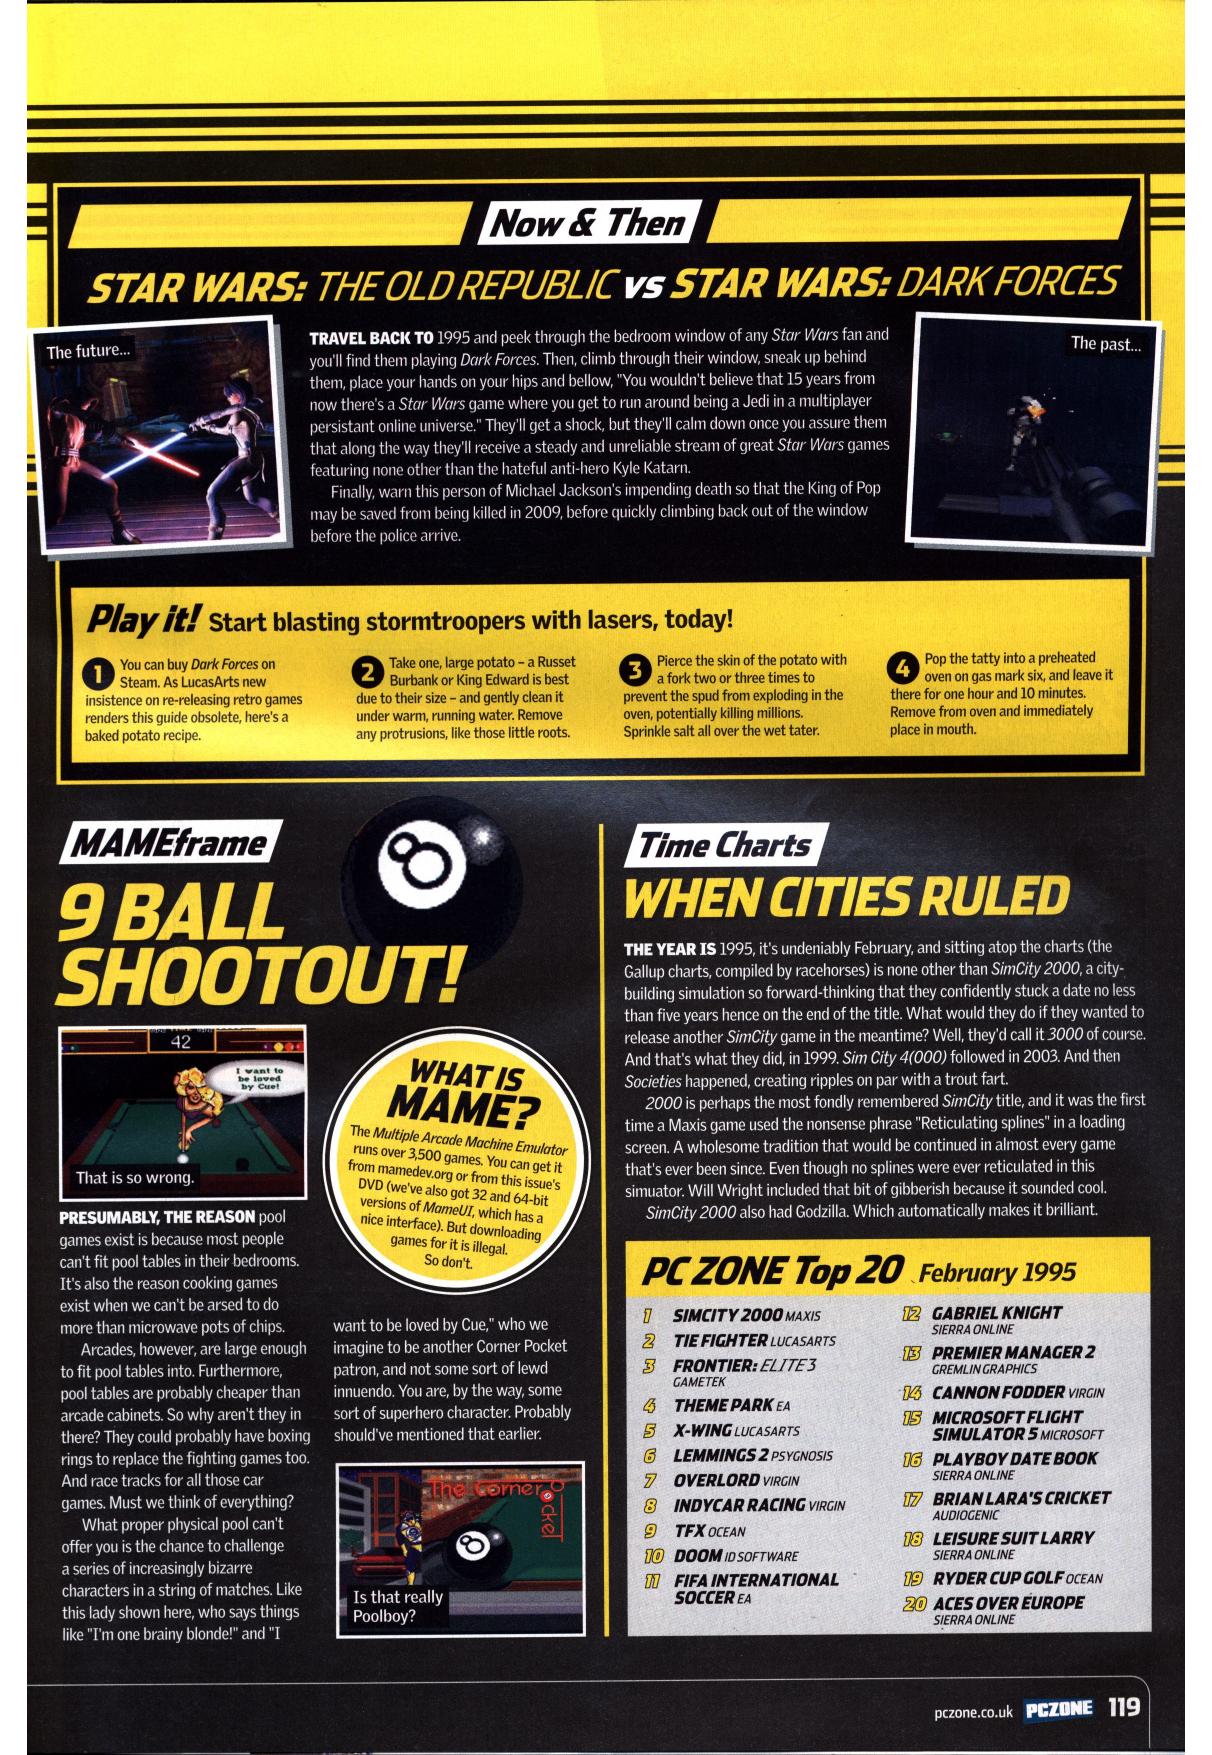 Now & Then
STAR WARS: THE OLD REPUBLIC vs STAR WARS: DARK FORCES
The future...
TRAVEL BACK TO 1995 and peek through the bedroom window of any Star Wars fan and
you'll find them playing Dark Forces. Then, climb through their window, sneak up behind
them, place your hands on your hips and bellow, "You wouldn't believe that 15 years from
now there's a Star Wars game where you get to run around being a Jedi in a multiplayer
persistant online universe." They'll get a shock, but they'll calm down once you assure them
that along the way they'll receive a steady and unreliable stream of great Star Wars games
featuring none other than the hateful anti-hero Kyle Katarn.
Finally, warn this person of Michael Jackson's impending death so that the King of Pop
may be saved from being killed in 2009, before quickly climbing back out of the window
before the police arrive.
The past...
Play it! Start blasting stormtroopers with lasers, today!
1 You can buy Dark Forces on
Steam. As LucasArts new
insistence on re-releasing retro games
renders this guide obsolete, here's a
baked potato recipe.
2 Take one, large potato – a Russet
Burbank or King Edward is best
due to their size – and gently clean it
under warm, running water. Remove
any protrusions, like those little roots.
3 Pierce the skin of the potato with
a fork two or three times to
prevent the spud from exploding in the
oven, potentially killing millions.
Sprinkle salt all over the wet tater.
4 Pop the tatty into a preheated
oven on gas mark six, and leave it
there for one hour and 10 minutes.
Remove from oven and immediately
place in mouth.
MAMEframe
9 BALL
SHOOTOUT!
8
42
I want to
be loved
by Cue!
That is so wrong.
WHAT IS
MAME?
The Multiple Arcade Machine Emulator
runs over 3,500 games. You can get it
from mamedev.org or from this issue's
DVD (we've also got 32 and 64-bit
versions of MameUI, which has a
nice interface). But downloading
games for it is illegal.
So don't.
PRESUMABLY, THE REASON pool
games exist is because most people
can't fit pool tables in their bedrooms.
It's also the reason cooking games
exist when we can't be arsed to do
more than microwave pots of chips.
Arcades, however, are large enough
to fit pool tables into. Furthermore,
pool tables are probably cheaper than
arcade cabinets. So why aren't they in
there? They could probably have boxing
rings to replace the fighting games too.
And race tracks for all those car
games. Must we think of everything?
What proper physical pool can't
offer you is the chance to challenge
a series of increasingly bizarre
characters in a string of matches. Like
this lady shown here, who says things
like "I'm one brainy blonde!" and "I
want to be loved by Cue," who we
imagine to be another Corner Pocket
patron, and not some sort of lewd
innuendo. You are, by the way, some
sort of superhero character. Probably
should've mentioned that earlier.
The Corner
Pocket
8
Is that really
Poolboy?
Time Charts
WHEN CITIES RULED
THE YEAR IS 1995, it's undeniably February, and sitting atop the charts (the
Gallup charts, compiled by racehorses) is none other than SimCity 2000, a city-
building simulation so forward-thinking that they confidently stuck a date no less
than five years hence on the end of the title. What would they do if they wanted to
release another SimCity game in the meantime? Well, they'd call it 3000 of course.
And that's what they did, in 1999. Sim City 4(000) followed in 2003. And then
Societies happened, creating ripples on par with a trout fart.
2000 is perhaps the most fondly remembered SimCity title, and it was the first
time a Maxis game used the nonsense phrase "Reticulating splines" in a loading
screen. A wholesome tradition that would be continued in almost every game
that's ever been since. Even though no splines were ever reticulated in this
simuator. Will Wright included that bit of gibberish because it sounded cool.
SimCity 2000 also had Godzilla. Which automatically makes it brilliant.
PC ZONE Top 20 February 1995
1 SIMCITY 2000 MAXIS
2 TIE FIGHTER LUCASARTS
3 FRONTIER: ELITE 3
GAMETEK
4 THEME PARK EA
5 X-WING LUCASARTS
6 LEMMINGS 2 PSYGNOSIS
7 OVERLORD VIRGIN
8 INDYCAR RACING VIRGIN
9 TFX OCEAN
10 DOOM ID SOFTWARE
11 FIFA INTERNATIONAL
SOCCER EA
12 GABRIEL KNIGHT
SIERRA ONLINE
13 PREMIER MANAGER 2
GREMLIN GRAPHICS
14 CANNON FODDER VIRGIN
15 MICROSOFT FLIGHT
SIMULATOR 5 MICROSOFT
16 PLAYBOY DATE BOOK
SIERRA ONLINE
17 BRIAN LARA'S CRICKET
AUDIOGENIC
18 LEISURE SUIT LARRY
SIERRA ONLINE
19 RYDER CUP GOLF OCEAN
20 ACES OVER EUROPE
SIERRA ONLINE
pczone.co.uk PCZONE 119